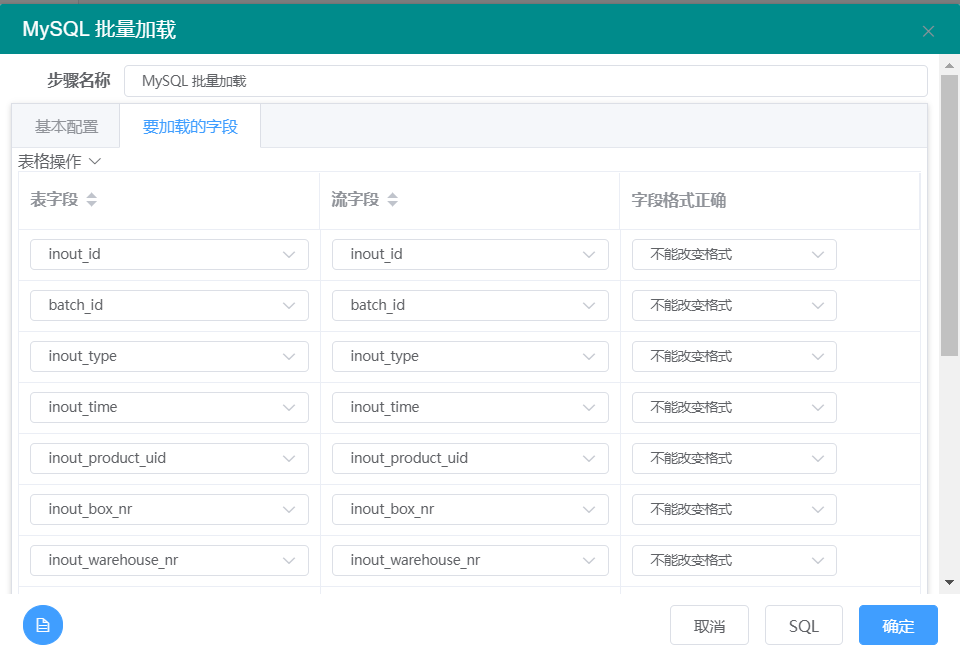 MySQL 批量加载
步骤名称 MySQL 批量加载
基本配置 要加载的字段
表格操作
表字段 流字段 字段格式正确
inout_id inout_id 不能改变格式
batch_id batch_id 不能改变格式
inout_type inout_type 不能改变格式
inout_time inout_time 不能改变格式
inout_product_uid inout_product_uid 不能改变格式
inout_box_nr inout_box_nr 不能改变格式
inout_warehouse_nr inout_warehouse_nr 不能改变格式
取消 SQL 确定